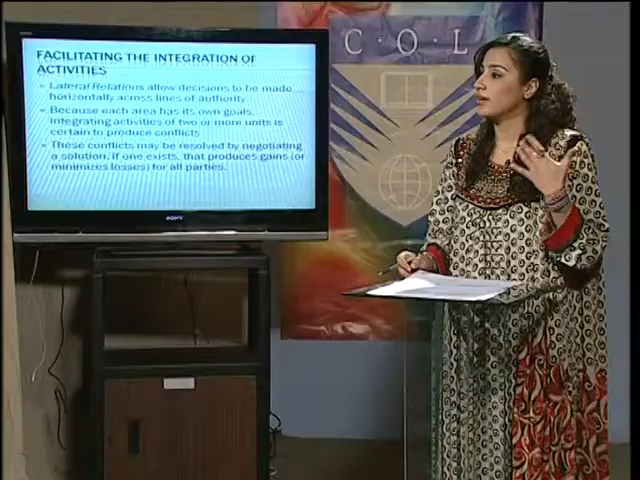 FACILITATING THE INTEGRATION OF
ACTIVITIES
Lateral Relations allow decisions to be made
horizontally across lines of authority.
Because each area has its own goals,
integrating activities of two or more units is
certain to produce conflicts.
These conflicts may be resolved by negotiating
a solution, if one exists, that produces gains (or
minimizes losses) for all parties.
SONY
C·O·L